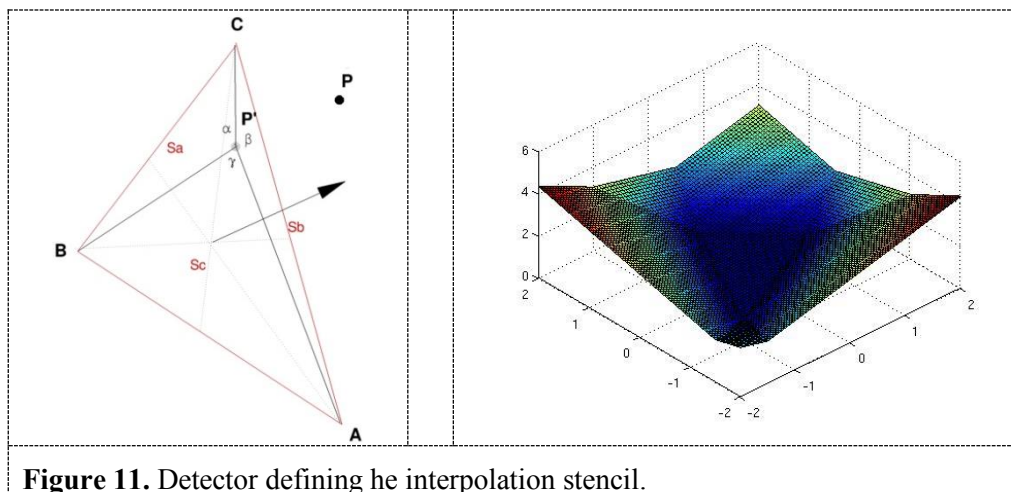 C
P
P'
α
β
γ
Sa
Sb
B
Sc
A
6
4
2
0
2
1
0
-1
-2
-2
-1
0
1
2
Figure 11. Detector defining he interpolation stencil.